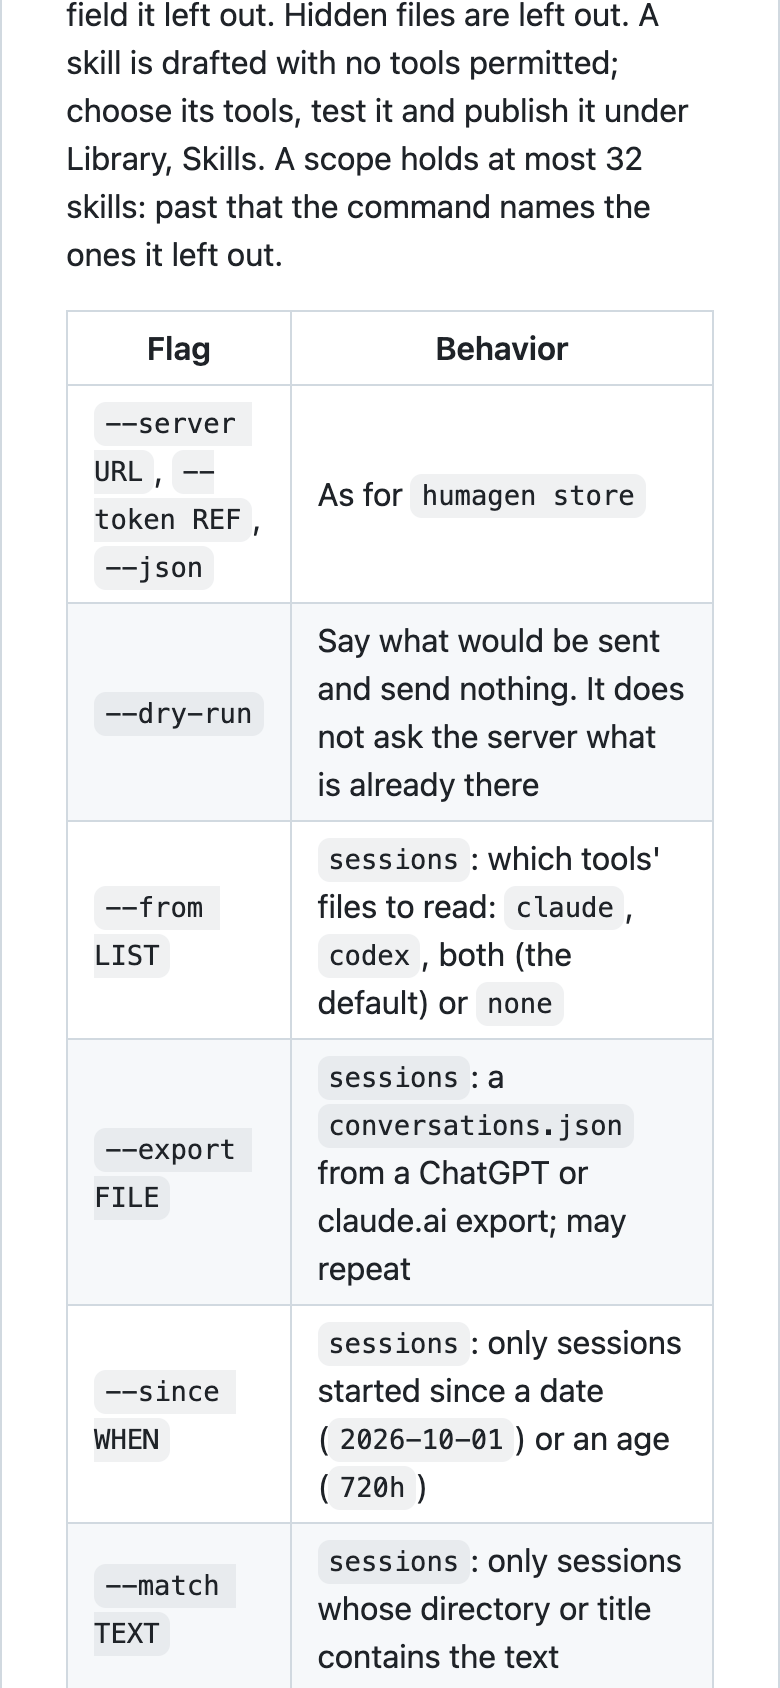 field it left out. Hidden files are left out. A
skill is drafted with no tools permitted;
choose its tools, test it and publish it under
Library, Skills. A scope holds at most 32
skills: past that the command names the
ones it left out.
Flag
Behavior
--server
URL, --
token REF,
--json
As for humagen store
--dry-run
Say what would be sent
and send nothing. It does
not ask the server what
is already there
--from
LIST
sessions: which tools'
files to read: claude,
codex, both (the
default) or none
--export
FILE
sessions: a
conversations.json
from a ChatGPT or
claude.ai export; may
repeat
--since
WHEN
sessions: only sessions
started since a date
(2026-10-01) or an age
(720h)
--match
TEXT
sessions: only sessions
whose directory or title
contains the text